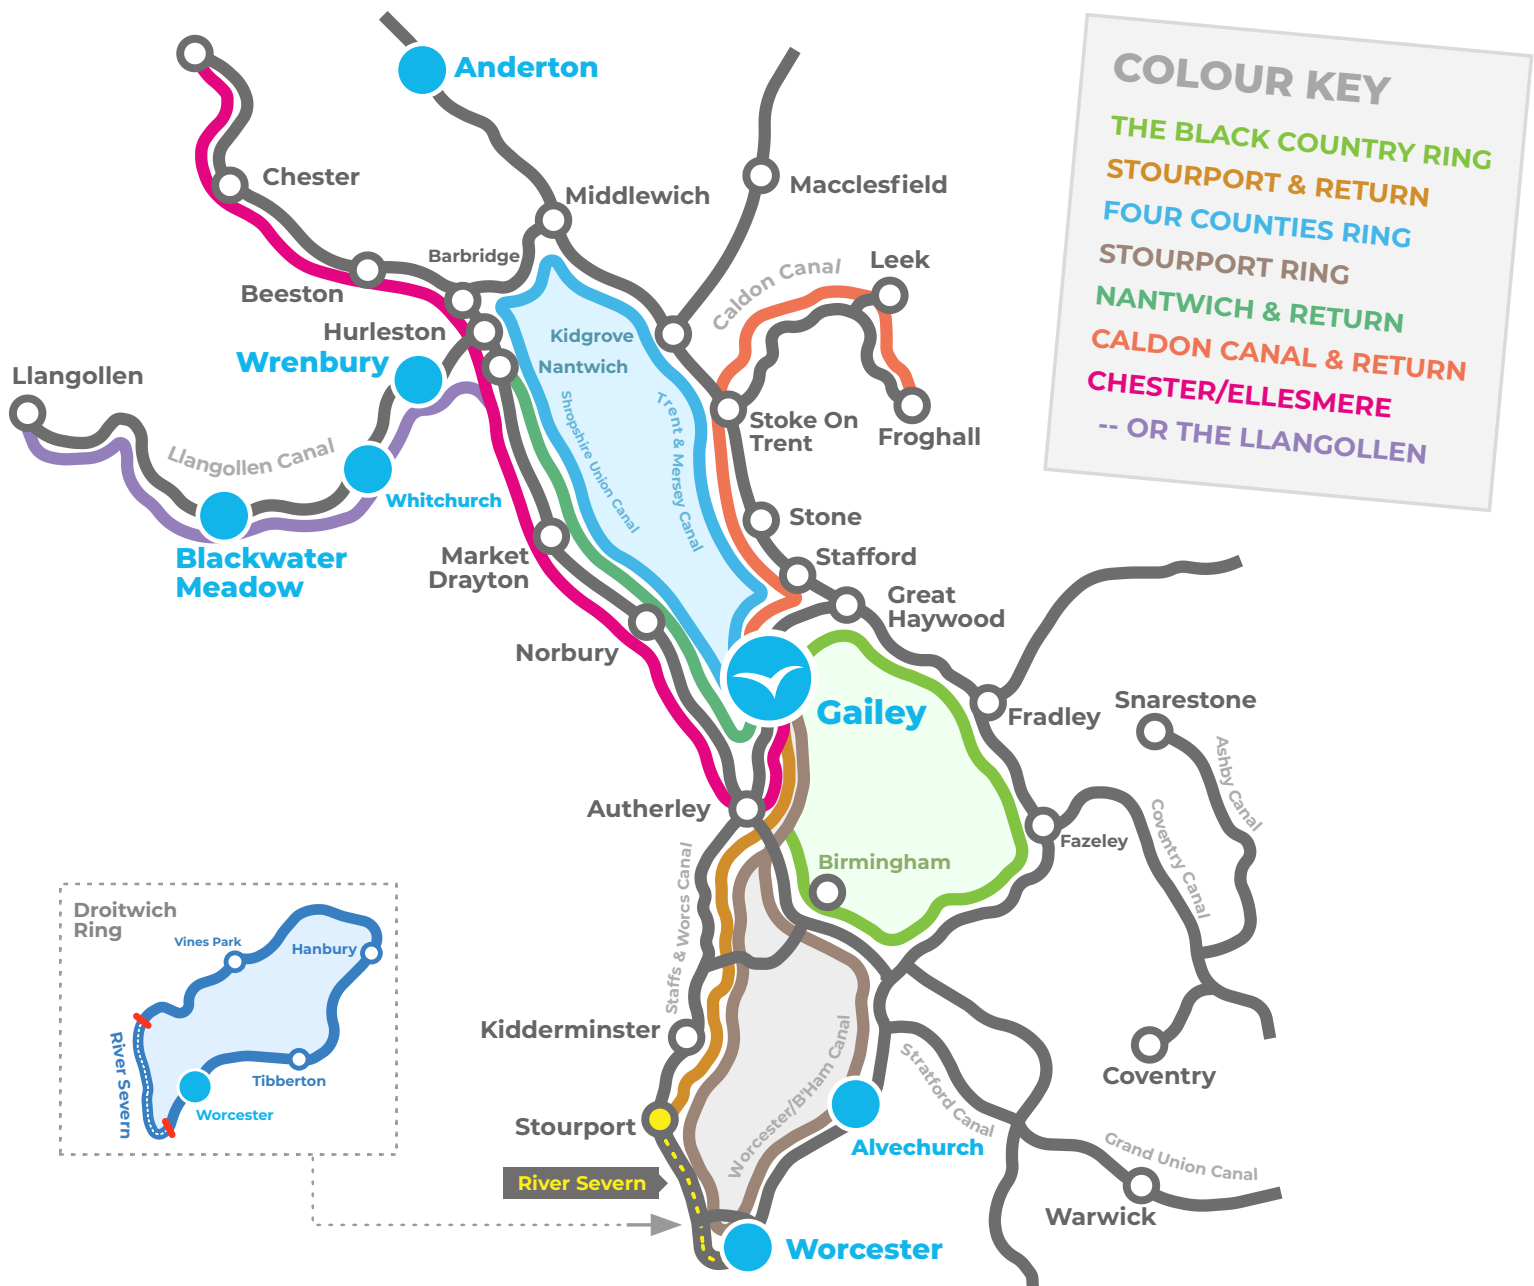 COLOUR KEY
THE BLACK COUNTRY RING
STOURPORT & RETURN
FOUR COUNTIES RING
STOURPORT RING
NANTWICH & RETURN
CALDON CANAL & RETURN
CHESTER/ELLESMERE
-- OR THE LLANGOLLEN
Anderton
Chester
Middlewich
Macclesfield
Barbridge
Leek
Caldon Canal
Beeston
Hurleston
Kidgrove
Wrenbury
Nantwich
Llangollen
Shropshire Union Canal
Trent & Mersey Canal
Stoke On
Trent
Froghall
Llangollen Canal
Whitchurch
Stone
Blackwater
Meadow
Market
Drayton
Stafford
Great
Haywood
Norbury
Gailey
Fradley
Snarestone
Ashby Canal
Autherley
Fazeley
Coventry Canal
Birmingham
Staffs & Worcs Canal
Droitwich
Ring
Vines Park
Hanbury
River Severn
Tibberton
Worcester
Kidderminster
Worcester/B'Ham Canal
Stratford Canal
Coventry
Stourport
Alvechurch
Grand Union Canal
River Severn
Warwick
Worcester